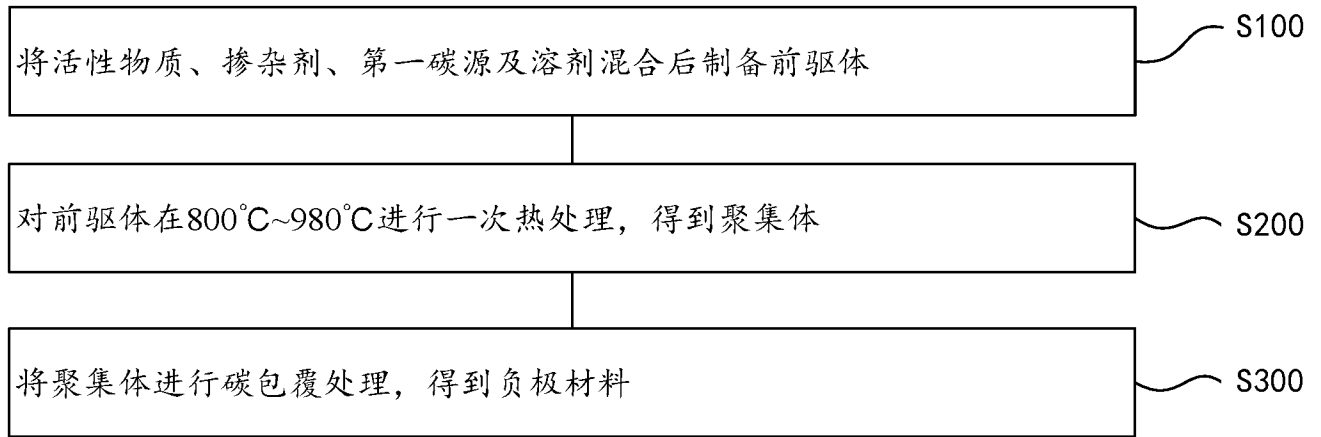 S100
将活性物质、掺杂剂、第一碳源及溶剂混合后制备前驱体
对前驱体在800℃~980℃进行一次热处理，得到聚集体
S200
将聚集体进行碳包覆处理，得到负极材料
S300